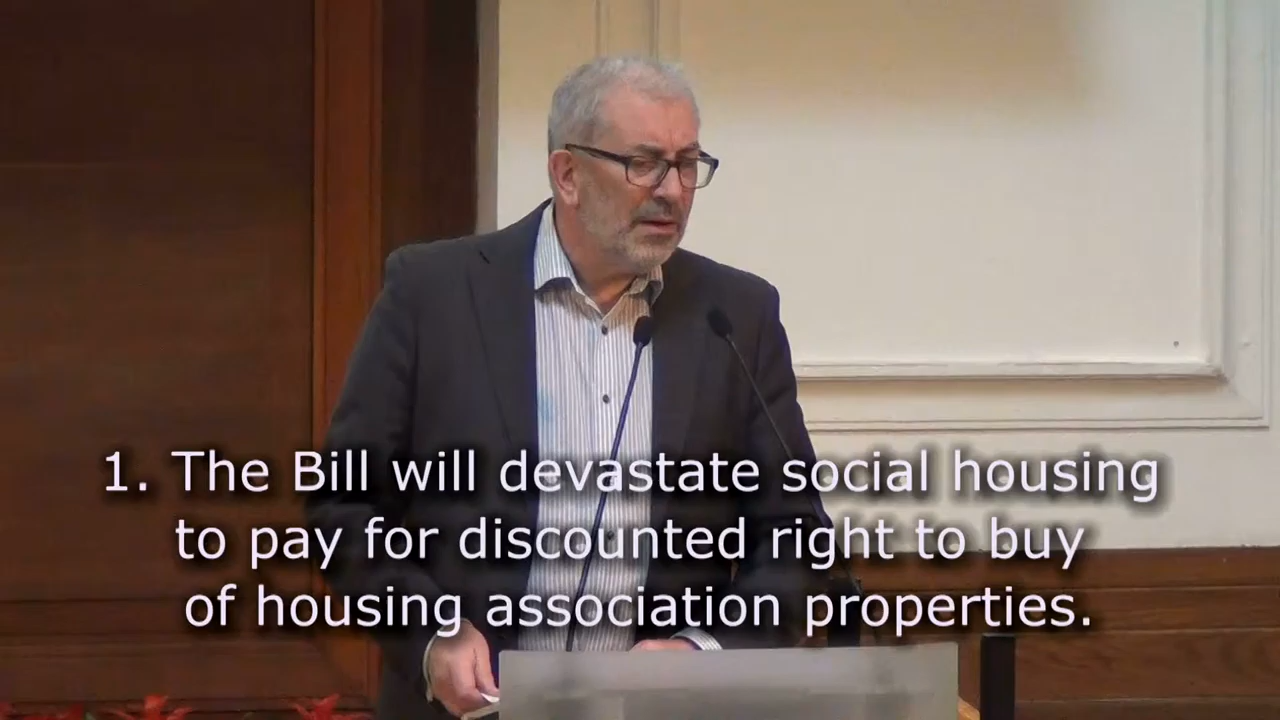 1. The Bill will devastate social housing
to pay for discounted right to buy
of housing association properties.